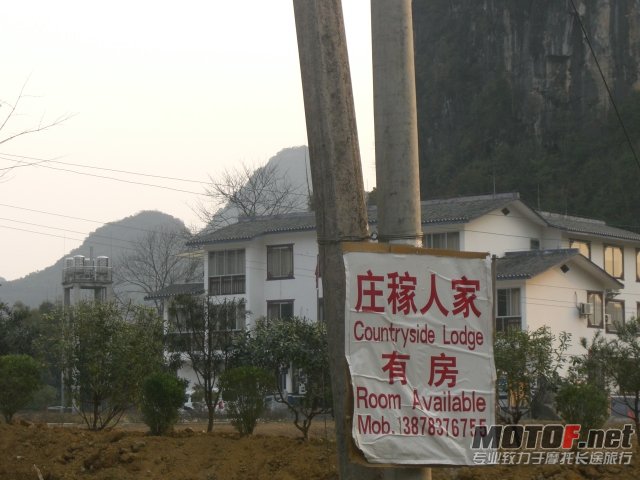 庄稼人家
Countryside Lodge
有房
Room Available
Mob.13878376755
MOTOF.net
专业致力于摩托长途旅行